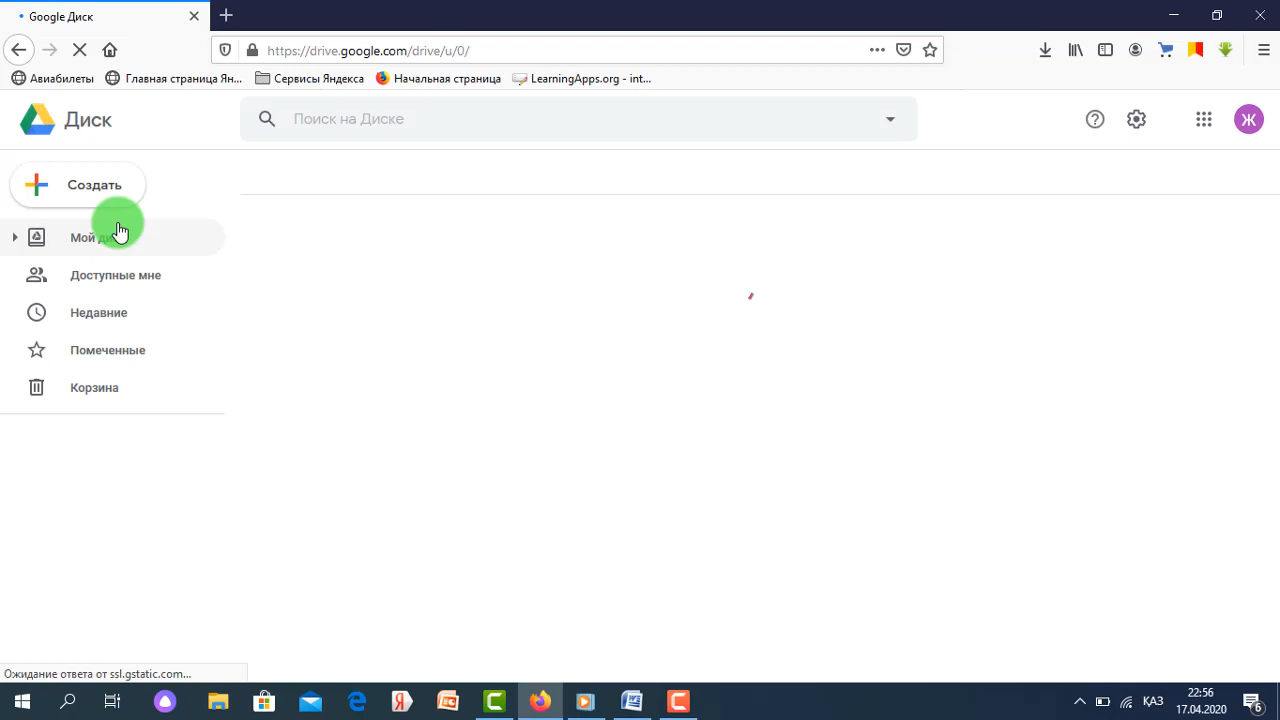 Google Диск
https://drive.google.com/drive/u/0/
Авиабилеты
Главная страница Ян...
Сервисы Яндекса
Начальная страница
LearningApps.org - int...
Диск
Поиск на Диске
Ж
Создать
Мой
Доступные мне
Недавние
Помеченные
Корзина
Ожидание ответа от ssl.gstatic.com...
ҚАЗ
22:56
17.04.2020
6